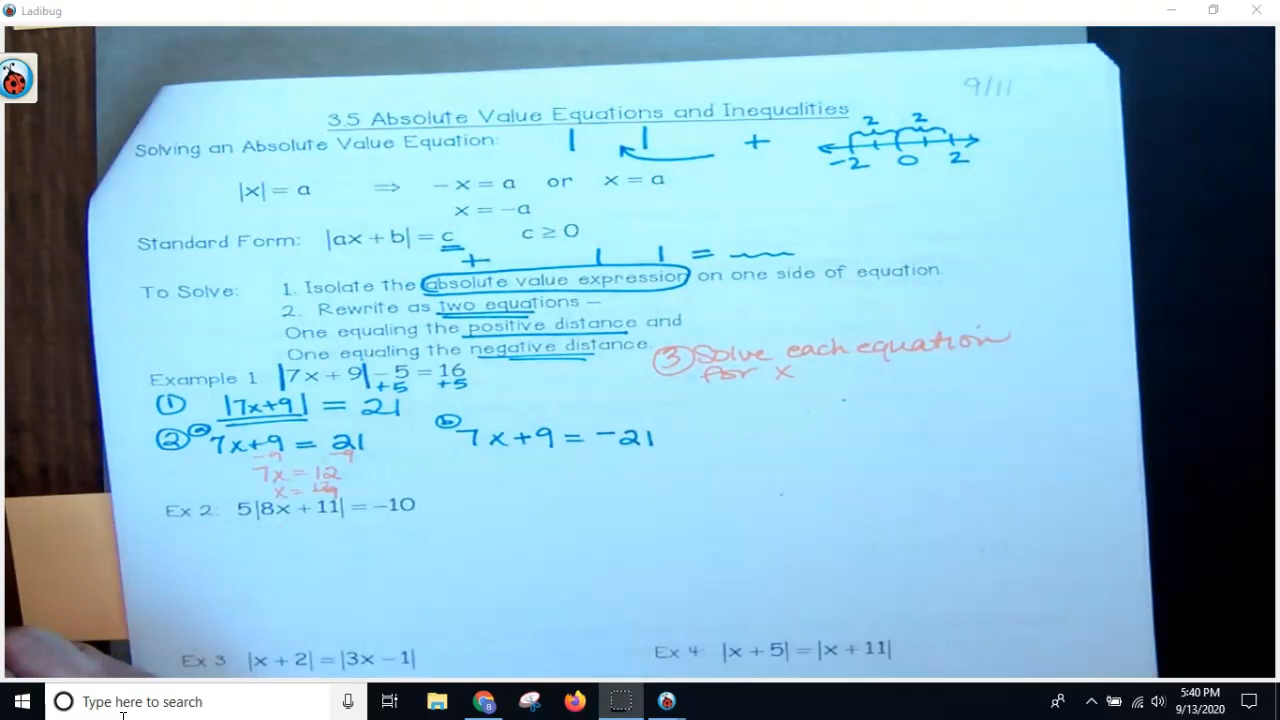 Ladibug
9/11
3.5 Absolute Value Equations and Inequalities
Solving an Absolute Value Equation: | | + 2 2
-2 0 2
|x| = a ⇒ -x = a or x = a
x = -a
Standard Form: |ax + b| = c c ≥ 0
+ | | =
To Solve: 1. Isolate the absolute value expression on one side of equation.
2. Rewrite as two equations –
One equaling the positive distance and
One equaling the negative distance.
③ Solve each equation
for x
Example 1 |7x + 9| - 5 = 16
+5 +5
① |7x+9| = 21
② ⓐ 7x+9 = 21 ⓑ 7x+9 = -21
-9 -9
7x = 12
x =
Ex 2: 5|8x + 11| = -10
Ex 3 |x + 2| = |3x - 1| Ex 4: |x + 5| = |x + 11|
Type here to search
5:40 PM
9/13/2020